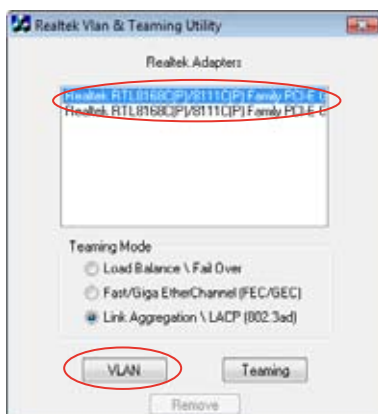 Realtek Vlan & Teaming Utility
Realtek Adapters
Realtek RTL8168C(P)/8111C(P) Family PCI-E G
Realtek RTL8168C(P)/8111C(P) Family PCI-E G
Teaming Mode
Load Balance \ Fail Over
Fast/Giga EtherChannel (FEC/GEC)
Link Aggregation \ LACP (802.3ad)
VLAN
Teaming
Remove